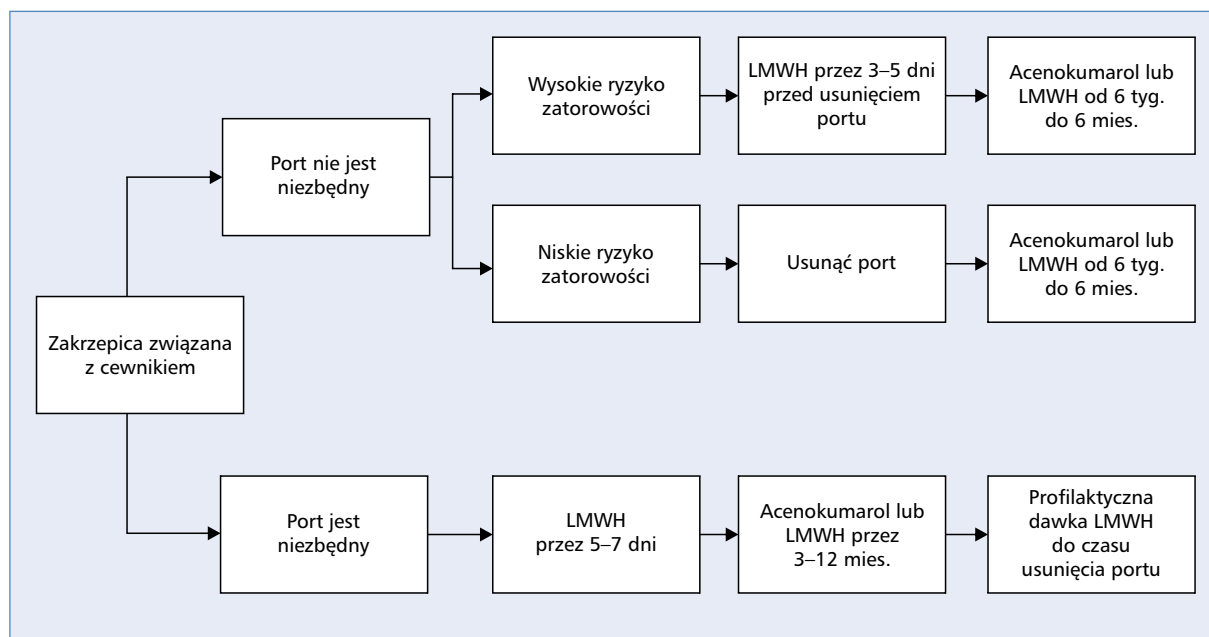 Wysokie ryzyko
zatorowości
LMWH przez 3–5 dni
przed usunięciem
portu
Acenokumarol lub
LMWH od 6 tyg.
do 6 mies.
Port nie jest
niezbędny
Niskie ryzyko
zatorowości
Usunąć port
Acenokumarol lub
LMWH od 6 tyg.
do 6 mies.
Zakrzepica związana
z cewnikiem
Port jest
niezbędny
LMWH
przez 5–7 dni
Acenokumarol lub
LMWH przez
3–12 mies.
Profilaktyczna
dawka LMWH
do czasu
usunięcia portu